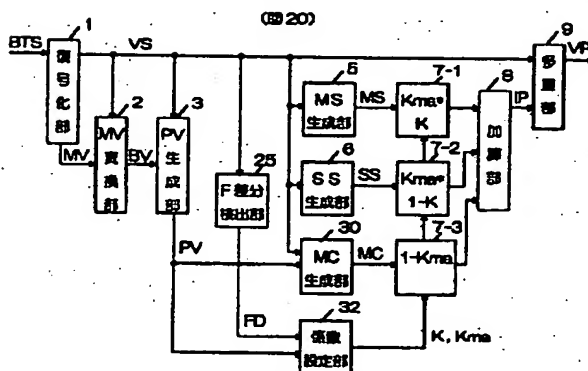 (図20)
1
BTS
復号化部
VS
MV
2
MV変換部
BV
3
PV生成部
PV
25
F差分検出部
FD
5
MS生成部
MS
6
SS生成部
SS
30
MC生成部
MC
32
係数設定部
K, Kma
7-1
Kma*K
7-2
Kma*1-K
7-3
1-Kma
8
加算部
IP
9
多重部